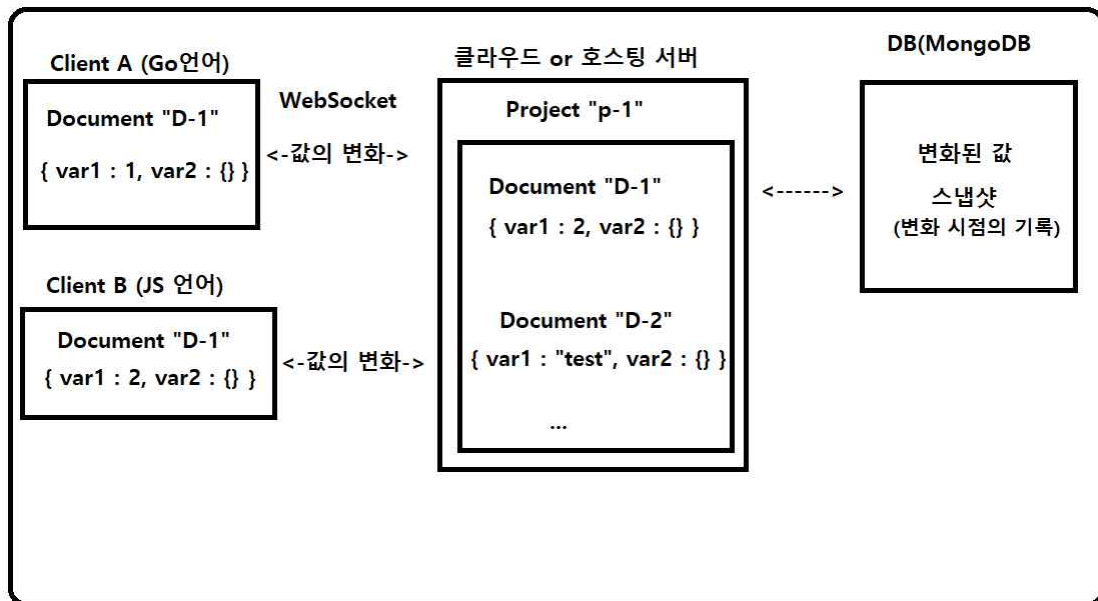 Client A (Go언어)
Document "D-1"
{ var1 : 1, var2 : {} }
WebSocket
<-값의 변화->
Client B (JS 언어)
Document "D-1"
{ var1 : 2, var2 : {} }
<-값의 변화->
클라우드 or 호스팅 서버
Project "p-1"
Document "D-1"
{ var1 : 2, var2 : {} }
Document "D-2"
{ var1 : "test", var2 : {} }
...
<------>
DB(MongoDB
변화된 값
스냅샷
(변화 시점의 기록)